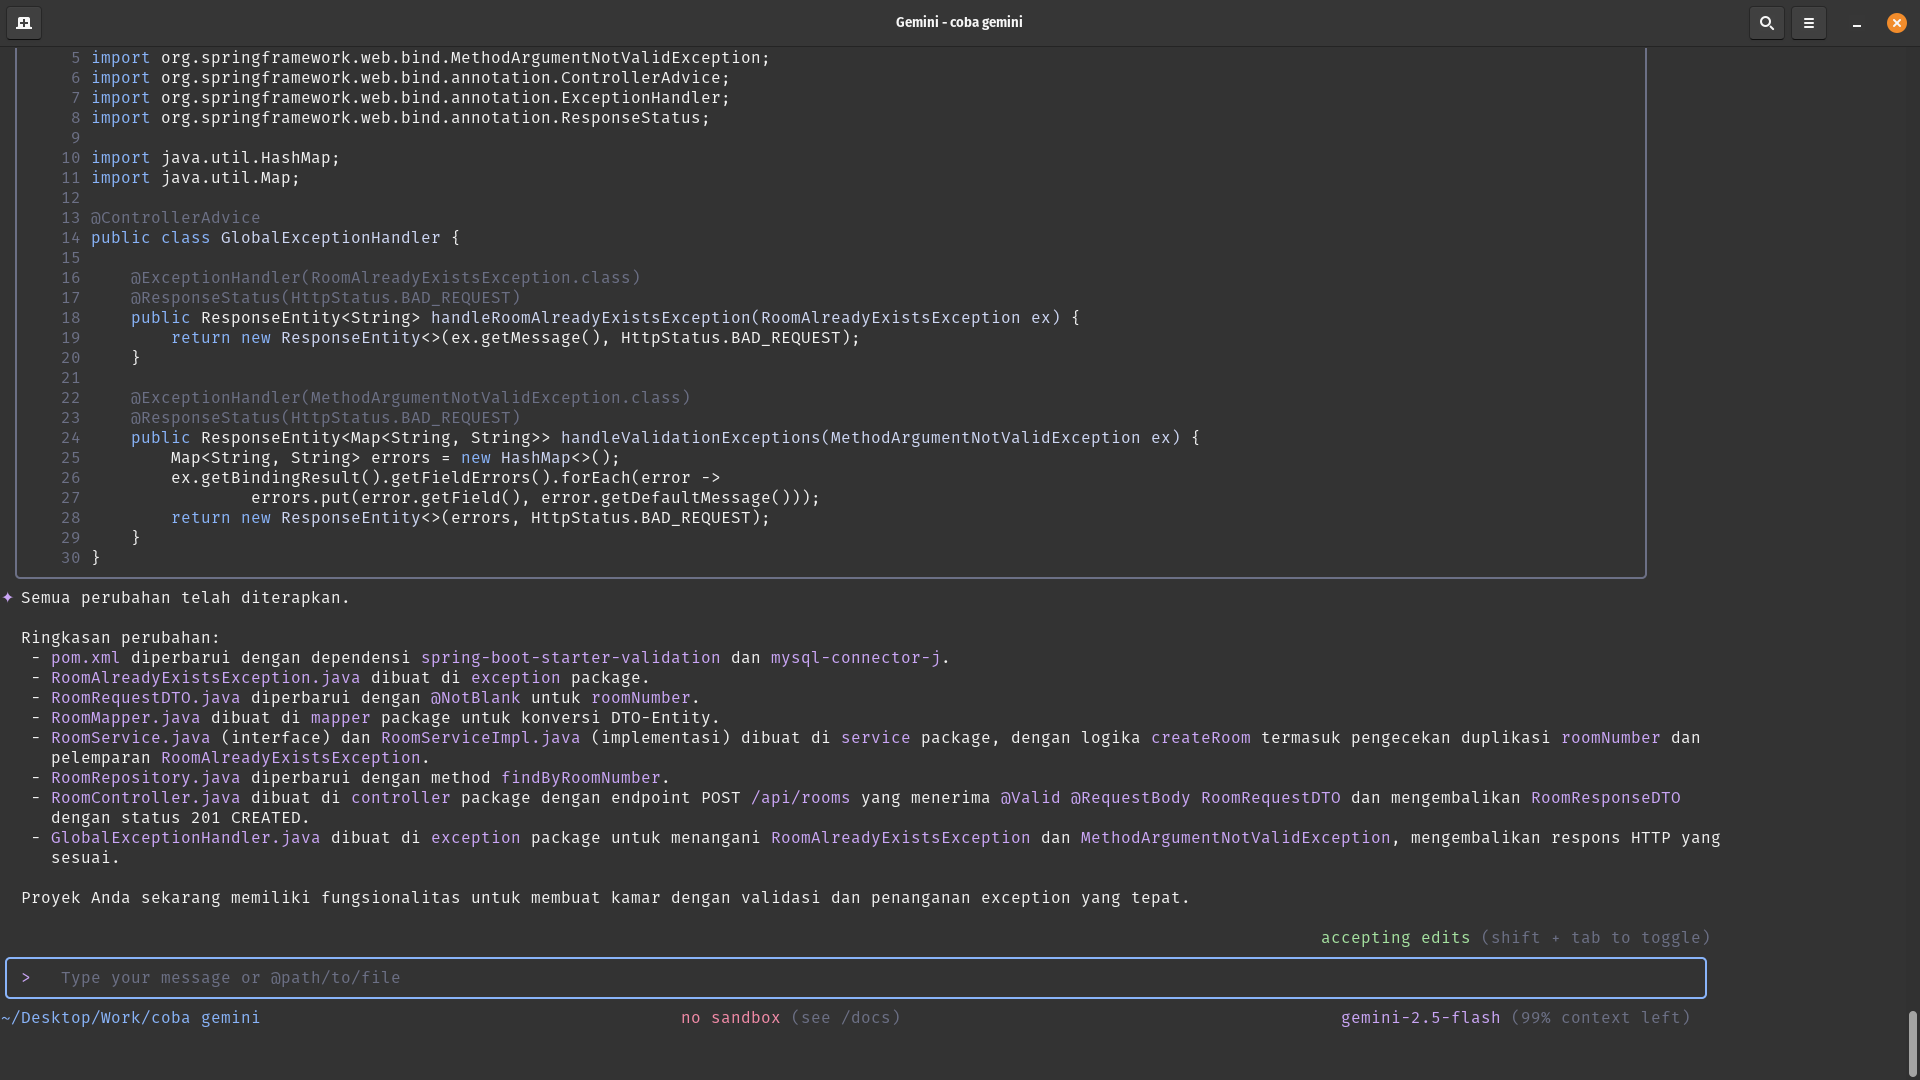 Gemini - coba gemini
5 import org.springframework.web.bind.MethodArgumentNotValidException;
6 import org.springframework.web.bind.annotation.ControllerAdvice;
7 import org.springframework.web.bind.annotation.ExceptionHandler;
8 import org.springframework.web.bind.annotation.ResponseStatus;
9
10 import java.util.HashMap;
11 import java.util.Map;
12
13 @ControllerAdvice
14 public class GlobalExceptionHandler {
15
16     @ExceptionHandler(RoomAlreadyExistsException.class)
17     @ResponseStatus(HttpStatus.BAD_REQUEST)
18     public ResponseEntity<String> handleRoomAlreadyExistsException(RoomAlreadyExistsException ex) {
19         return new ResponseEntity<>(ex.getMessage(), HttpStatus.BAD_REQUEST);
20     }
21
22     @ExceptionHandler(MethodArgumentNotValidException.class)
23     @ResponseStatus(HttpStatus.BAD_REQUEST)
24     public ResponseEntity<Map<String, String>> handleValidationExceptions(MethodArgumentNotValidException ex) {
25         Map<String, String> errors = new HashMap<>();
26         ex.getBindingResult().getFieldErrors().forEach(error ->
27                 errors.put(error.getField(), error.getDefaultMessage()));
28         return new ResponseEntity<>(errors, HttpStatus.BAD_REQUEST);
29     }
30 }
✦ Semua perubahan telah diterapkan.
Ringkasan perubahan:
- pom.xml diperbarui dengan dependensi spring-boot-starter-validation dan mysql-connector-j.
- RoomAlreadyExistsException.java dibuat di exception package.
- RoomRequestDTO.java diperbarui dengan @NotBlank untuk roomNumber.
- RoomMapper.java dibuat di mapper package untuk konversi DTO-Entity.
- RoomService.java (interface) dan RoomServiceImpl.java (implementasi) dibuat di service package, dengan logika createRoom termasuk pengecekan duplikasi roomNumber dan
pelemparan RoomAlreadyExistsException.
- RoomRepository.java diperbarui dengan method findByRoomNumber.
- RoomController.java dibuat di controller package dengan endpoint POST /api/rooms yang menerima @Valid @RequestBody RoomRequestDTO dan mengembalikan RoomResponseDTO
dengan status 201 CREATED.
- GlobalExceptionHandler.java dibuat di exception package untuk menangani RoomAlreadyExistsException dan MethodArgumentNotValidException, mengembalikan respons HTTP yang
sesuai.
Proyek Anda sekarang memiliki fungsionalitas untuk membuat kamar dengan validasi dan penanganan exception yang tepat.
accepting edits (shift + tab to toggle)
> Type your message or @path/to/file
~/Desktop/Work/coba gemini no sandbox (see /docs) gemini-2.5-flash (99% context left)